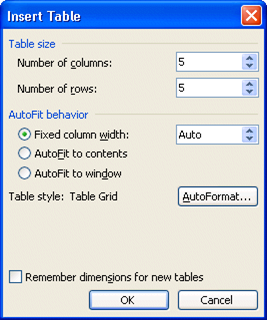 Insert Table
Table size
Number of columns: 5
Number of rows: 5
AutoFit behavior
Fixed column width: Auto
AutoFit to contents
AutoFit to window
Table style: Table Grid AutoFormat...
Remember dimensions for new tables
OK Cancel